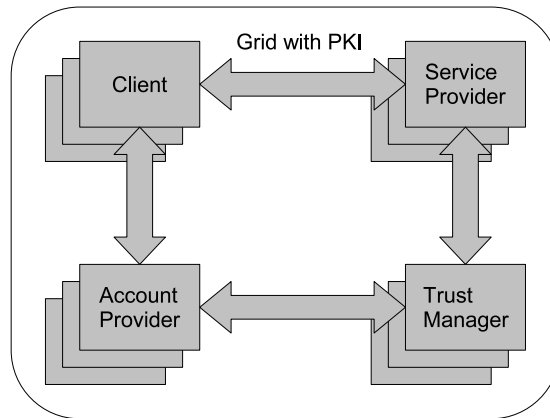 Grid with PKI
Client
Service
Provider
Account
Provider
Trust
Manager